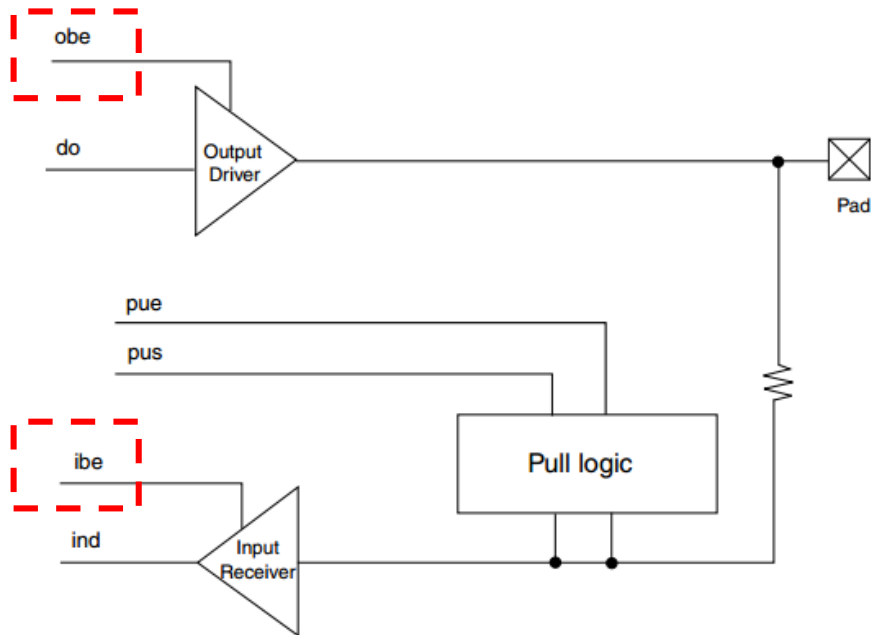 obe
do
Output
Driver
Pad
pue
pus
Pull logic
ibe
ind
Input
Receiver